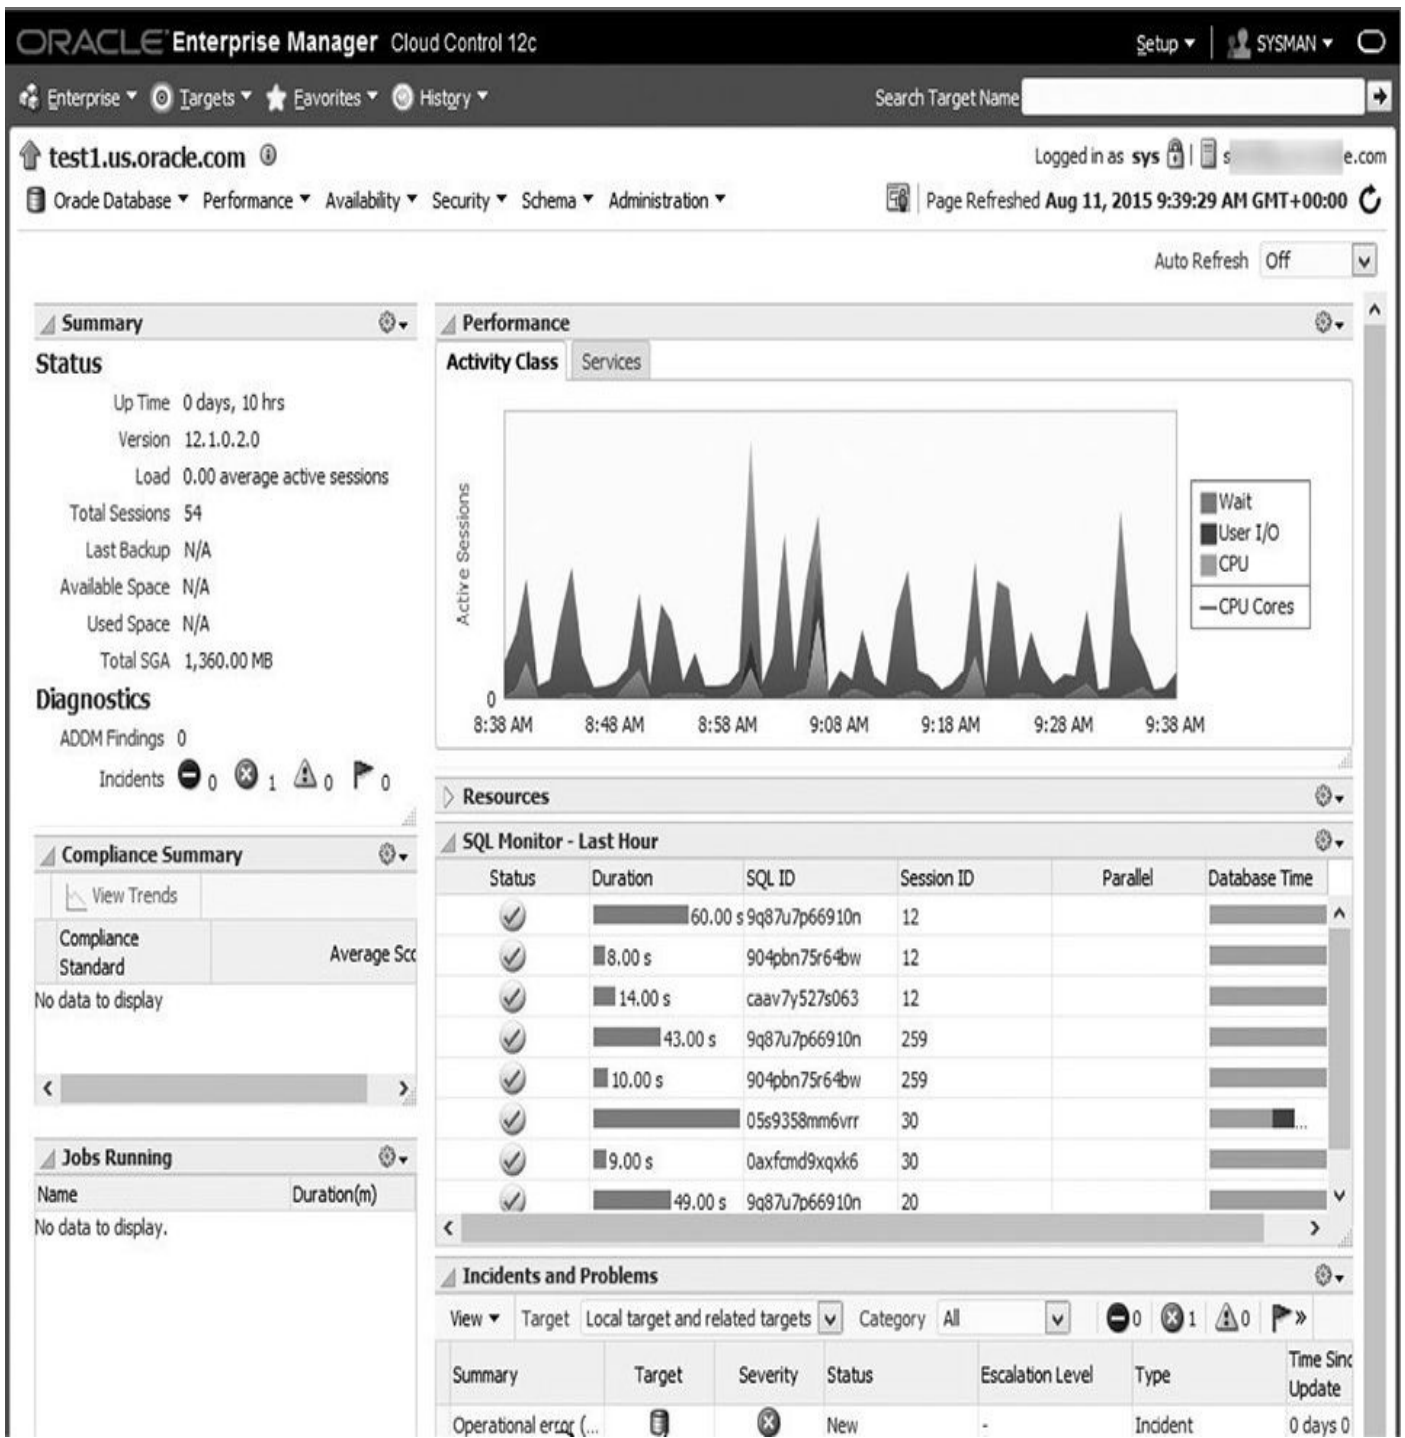 ORACLE Enterprise Manager Cloud Control 12c
Setup
SYSMAN
Enterprise
Targets
Favorites
History
Search Target Name
test1.us.oracle.com
Logged in as sys
s
e.com
Oracle Database
Performance
Availability
Security
Schema
Administration
Page Refreshed Aug 11, 2015 9:39:29 AM GMT+00:00
Auto Refresh Off
Summary
Status
Up Time 0 days, 10 hrs
Version 12.1.0.2.0
Load 0.00 average active sessions
Total Sessions 54
Last Backup N/A
Available Space N/A
Used Space N/A
Total SGA 1,360.00 MB
Diagnostics
ADDM Findings 0
Incidents 0 1 0 0
Compliance Summary
View Trends
Compliance
Standard
Average Sco
No data to display
Jobs Running
Name Duration(m)
No data to display.
Performance
Activity Class Services
Active Sessions
0
8:38 AM 8:48 AM 8:58 AM 9:08 AM 9:18 AM 9:28 AM 9:38 AM
Wait
User I/O
CPU
CPU Cores
Resources
SQL Monitor - Last Hour
Status Duration SQL ID Session ID Parallel Database Time
60.00 s 9q87u7p66910n 12
8.00 s 904pbn75r64bw 12
14.00 s caav7y527s063 12
43.00 s 9q87u7p66910n 259
10.00 s 904pbn75r64bw 259
05s9358mm6vrr 30 ...
9.00 s 0axfcmd9xqxk6 30
49.00 s 9q87u7p66910n 20
Incidents and Problems
View Target Local target and related targets Category All 0 1 0 »
Summary Target Severity Status Escalation Level Type Time Sinc
Update
Operational error (... New - Incident 0 days 0